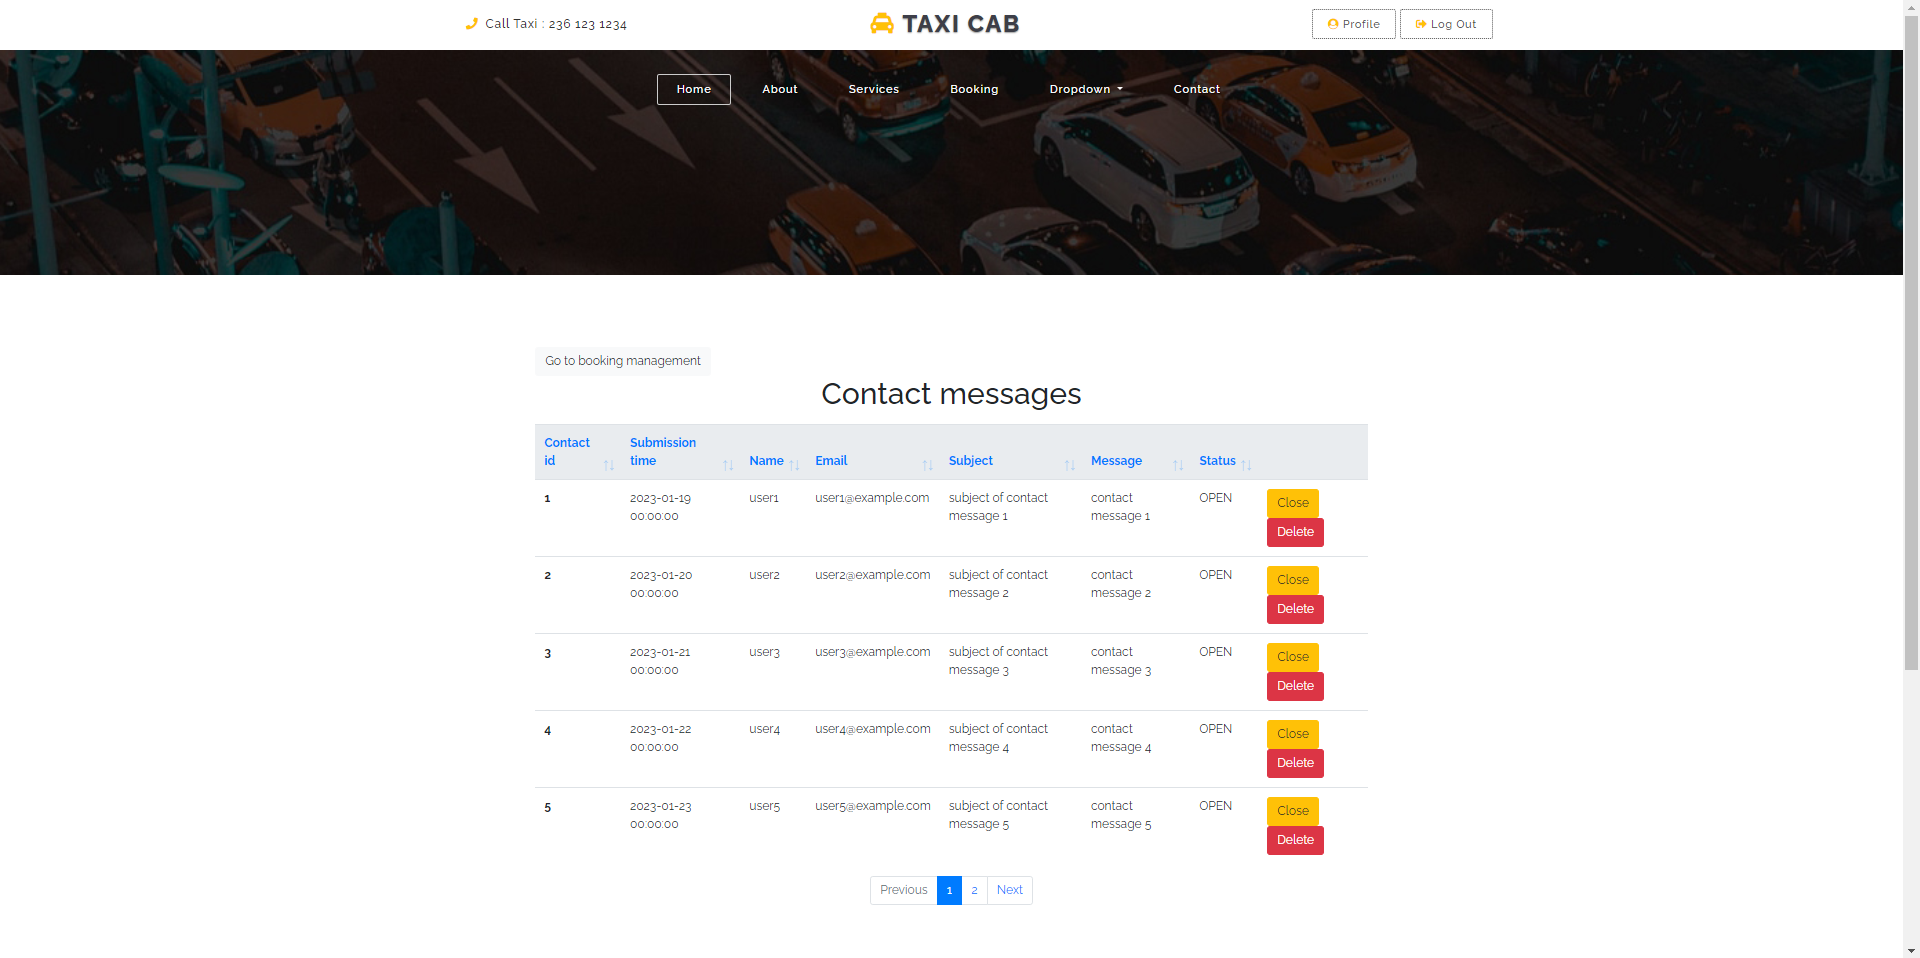 Call Taxi : 236 123 1234
TAXI CAB
Profile
Log Out
Home
About
Services
Booking
Dropdown
Contact
Go to booking management
Contact messages
Contact id
Submission time
Name
Email
Subject
Message
Status
1
2023-01-19 00:00:00
user1
user1@example.com
subject of contact message 1
contact message 1
OPEN
Close
Delete
2
2023-01-20 00:00:00
user2
user2@example.com
subject of contact message 2
contact message 2
OPEN
Close
Delete
3
2023-01-21 00:00:00
user3
user3@example.com
subject of contact message 3
contact message 3
OPEN
Close
Delete
4
2023-01-22 00:00:00
user4
user4@example.com
subject of contact message 4
contact message 4
OPEN
Close
Delete
5
2023-01-23 00:00:00
user5
user5@example.com
subject of contact message 5
contact message 5
OPEN
Close
Delete
Previous
1
2
Next